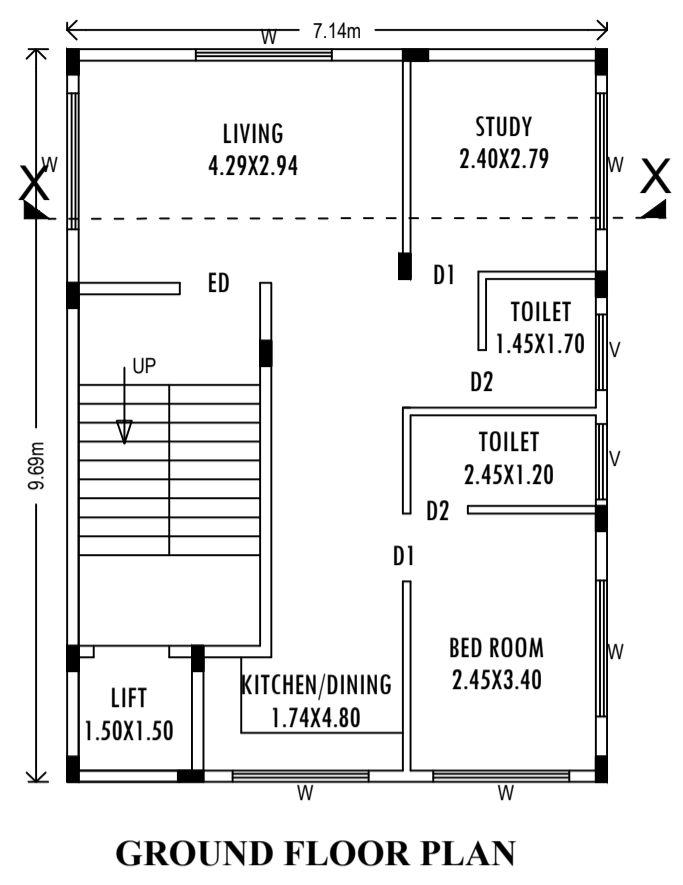 7.14m
W
LIVING
4.29X2.94
STUDY
2.40X2.79
W
W
X
X
ED
D1
TOILET
1.45X1.70
V
UP
D2
9.69m
TOILET
2.45X1.20
V
D2
D1
BED ROOM
2.45X3.40
W
KITCHEN/DINING
1.74X4.80
LIFT
1.50X1.50
W
W
GROUND FLOOR PLAN